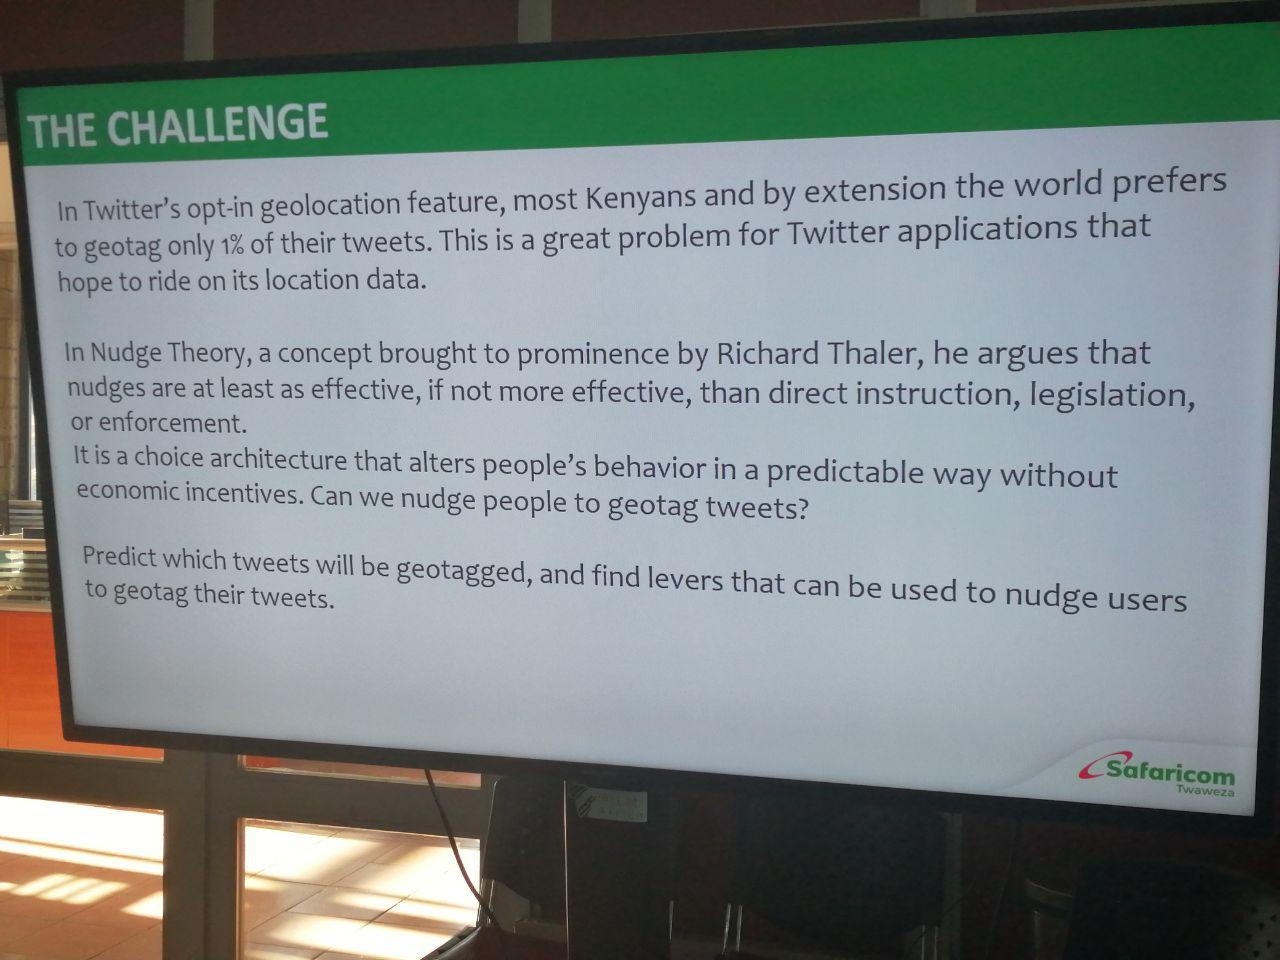 THE CHALLENGE
In Twitter's opt-in geolocation feature, most Kenyans and by extension the world prefers
to geotag only 1% of their tweets. This is a great problem for Twitter applications that
hope to ride on its location data.
In Nudge Theory, a concept brought to prominence by Richard Thaler, he argues that
nudges are at least as effective, if not more effective, than direct instruction, legislation,
or enforcement.
It is a choice architecture that alters people's behavior in a predictable way without
economic incentives. Can we nudge people to geotag tweets?
Predict which tweets will be geotagged, and find levers that can be used to nudge users
to geotag their tweets.
Safaricom
Twaweza